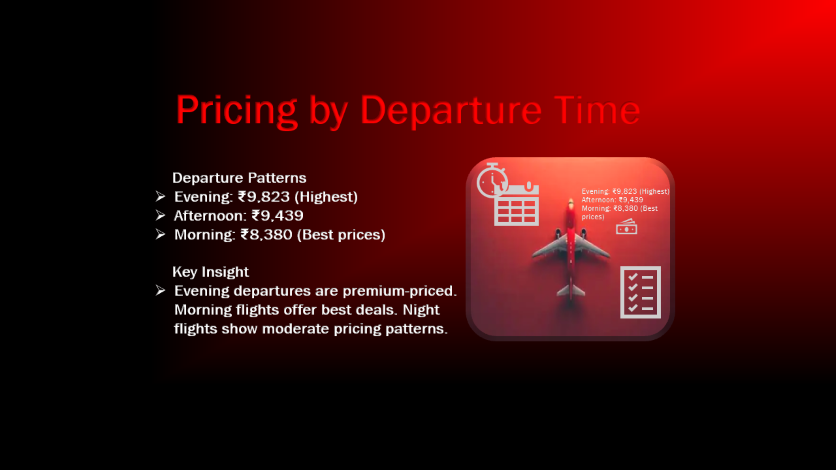 Pricing by Departure Time
Departure Patterns
➢ Evening: ₹9,823 (Highest)
➢ Afternoon: ₹9,439
➢ Morning: ₹8,380 (Best prices)
Key Insight
➢ Evening departures are premium-priced.
Morning flights offer best deals. Night
flights show moderate pricing patterns.
Evening: ₹9,823 (Highest)
Afternoon: ₹9,439
Morning: ₹8,380 (Best
prices)